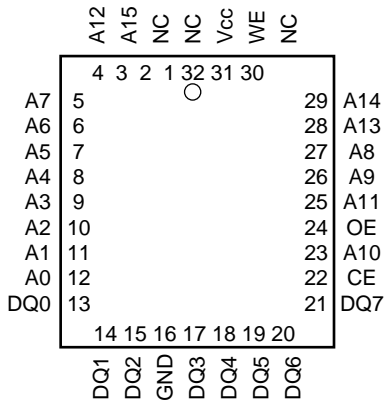 A12 A15 NC NC Vcc WE NC
4 3 2 1 32 31 30
A7 5 29 A14
A6 6 28 A13
A5 7 27 A8
A4 8 26 A9
A3 9 25 A11
A2 10 24 OE
A1 11 23 A10
A0 12 22 CE
DQ0 13 21 DQ7
14 15 16 17 18 19 20
DQ1 DQ2 GND DQ3 DQ4 DQ5 DQ6